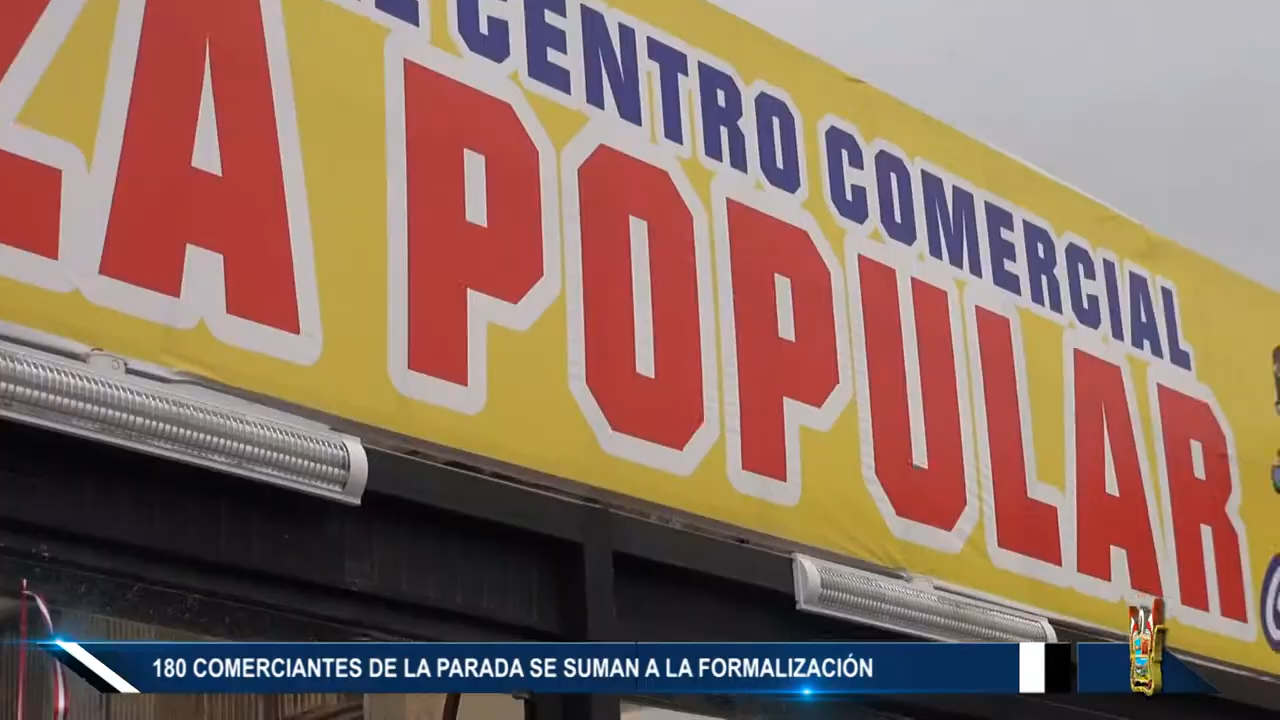 CENTRO COMERCIAL
ZA POPULAR
180 COMERCIANTES DE LA PARADA SE SUMAN A LA FORMALIZACIÓN